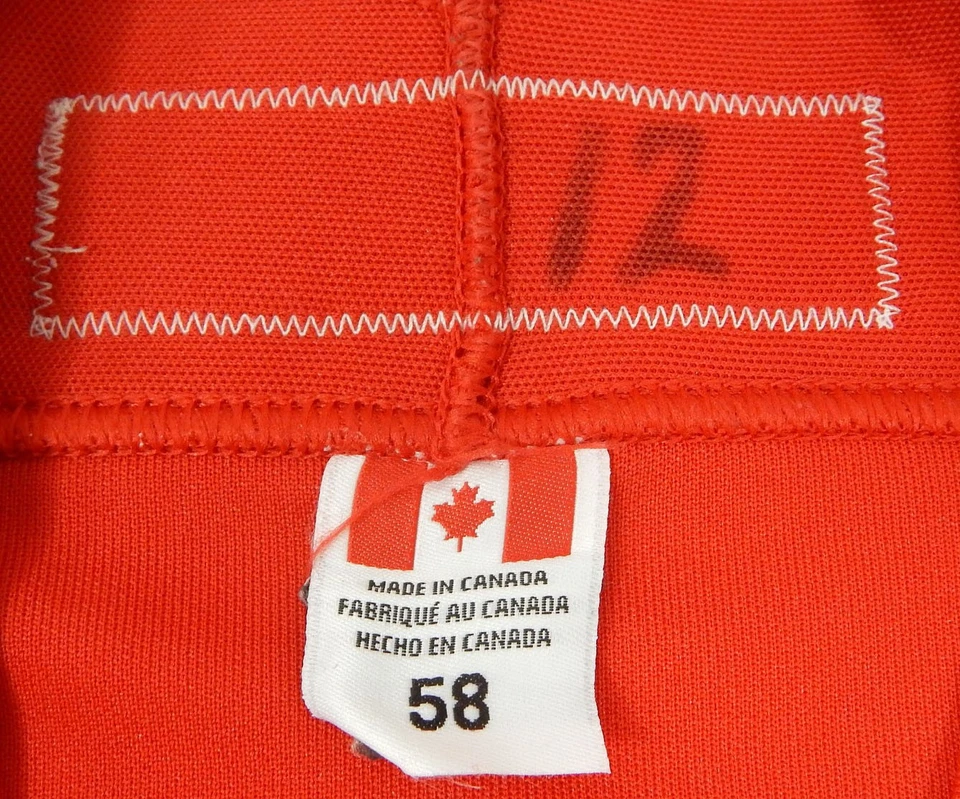 12
MADE IN CANADA
FABRIQUÉ AU CANADA
HECHO EN CANADA
58